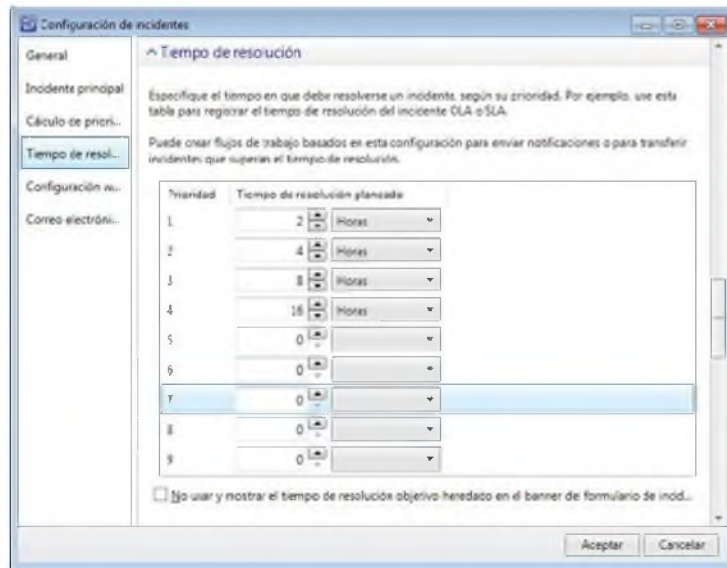 Configuración de incidentes
General
Incidente principal
Cálculo de priori...
Tiempo de resol...
Configuración w...
Correo electróni...
Tiempo de resolución
Especifique el tiempo en que debe resolverse un incidente, según su prioridad. Por ejemplo, use esta
tabla para registrar el tiempo de resolución del incidente OLA o SLA.
Puede crear flujos de trabajo basados en esta configuración para enviar notificaciones o para transferir
incidentes que superan el tiempo de resolución.
Prioridad Tiempo de resolución planeado
1 2 Horas
2 4 Horas
3 8 Horas
4 16 Horas
5 0
6 0
7 0
8 0
9 0
No usar y mostrar el tiempo de resolución objetivo heredado en el banner de formulario de incid...
Aceptar Cancelar